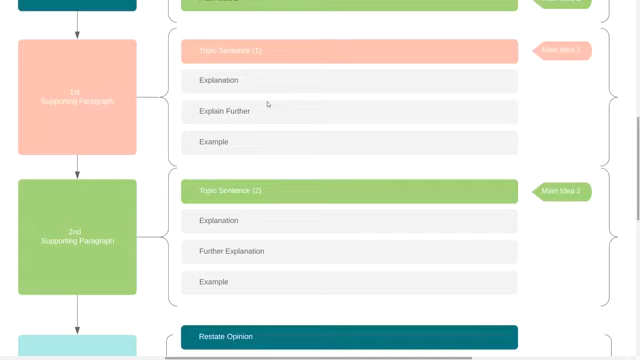 Topic Sentence (1)
Main Idea 1
Explanation
1st
Supporting Paragraph
Explain Further
Example
Topic Sentence (2)
Main Idea 2
Explanation
2nd
Supporting Paragraph
Further Explanation
Example
Restate Opinion